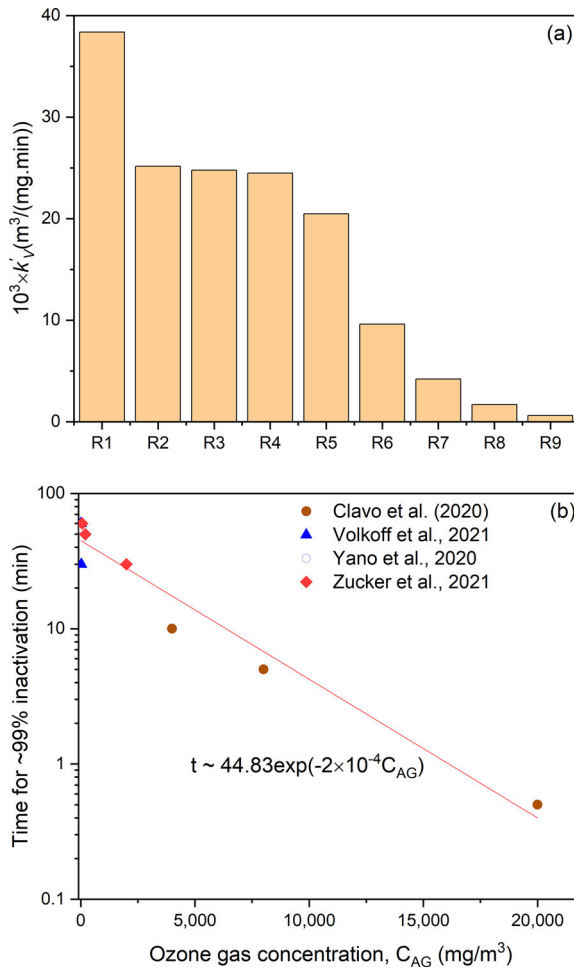 (a)
40
30
20
10
0
10³×k'V(m³/(mg.min))
R1 R2 R3 R4 R5 R6 R7 R8 R9
100
10
1
0.1
Time for ~99% inactivation (min)
(b)
Clavo et al. (2020)
Volkoff et al., 2021
Yano et al., 2020
Zucker et al., 2021
t ~ 44.83exp(-2×10⁻⁴C_AG)
0 5,000 10,000 15,000 20,000
Ozone gas concentration, C_AG (mg/m³)